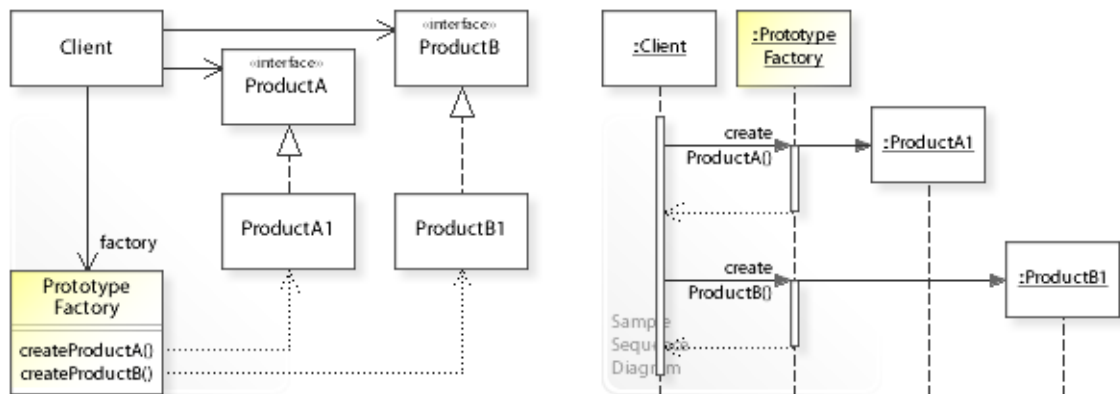 Client
«interface»
ProductA
«interface»
ProductB
ProductA1
ProductB1
factory
Prototype
Factory
createProductA()
createProductB()
:Client
:Prototype
Factory
create
ProductA()
:ProductA1
create
ProductB()
:ProductB1
Sample
Sequence
Diagram